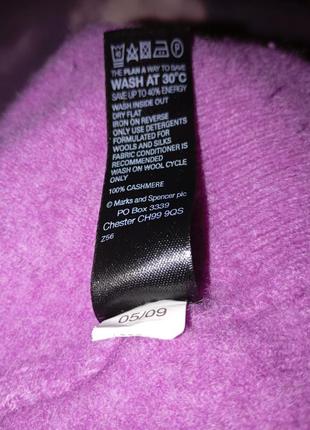 THE PLAN A WAY TO SAVE
WASH AT 30°C
SAVE UP TO 40% ENERGY
WASH INSIDE OUT
DRY FLAT
IRON ON REVERSE
ONLY USE DETERGENTS
FORMULATED FOR
WOOLS AND SILKS
FABRIC CONDITIONER IS
RECOMMENDED
WASH ON WOOL CYCLE
ONLY
100% CASHMERE
© Marks and Spencer plc
PO Box 3339
Chester CH99 9QS
Z56
05/09